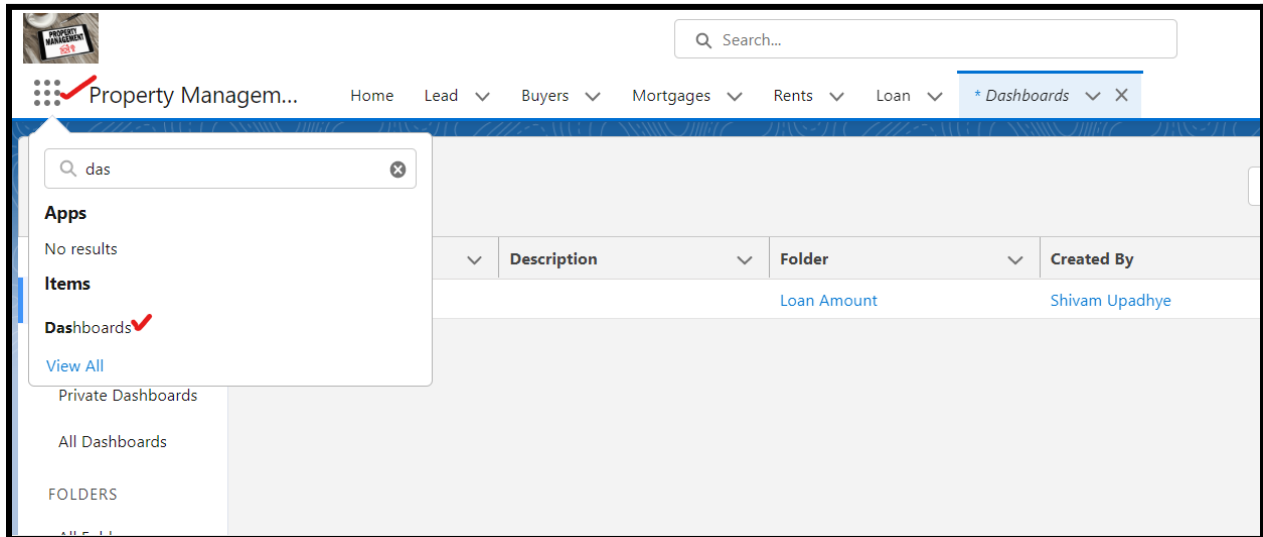 PROPERTY
MANAGEMENT
Search...
Property Managem...
Home Lead Buyers Mortgages Rents Loan * Dashboards
das
Apps
No results
Description Folder Created By
Items
Loan Amount Shivam Upadhye
Dashboards
View All
Private Dashboards
All Dashboards
FOLDERS